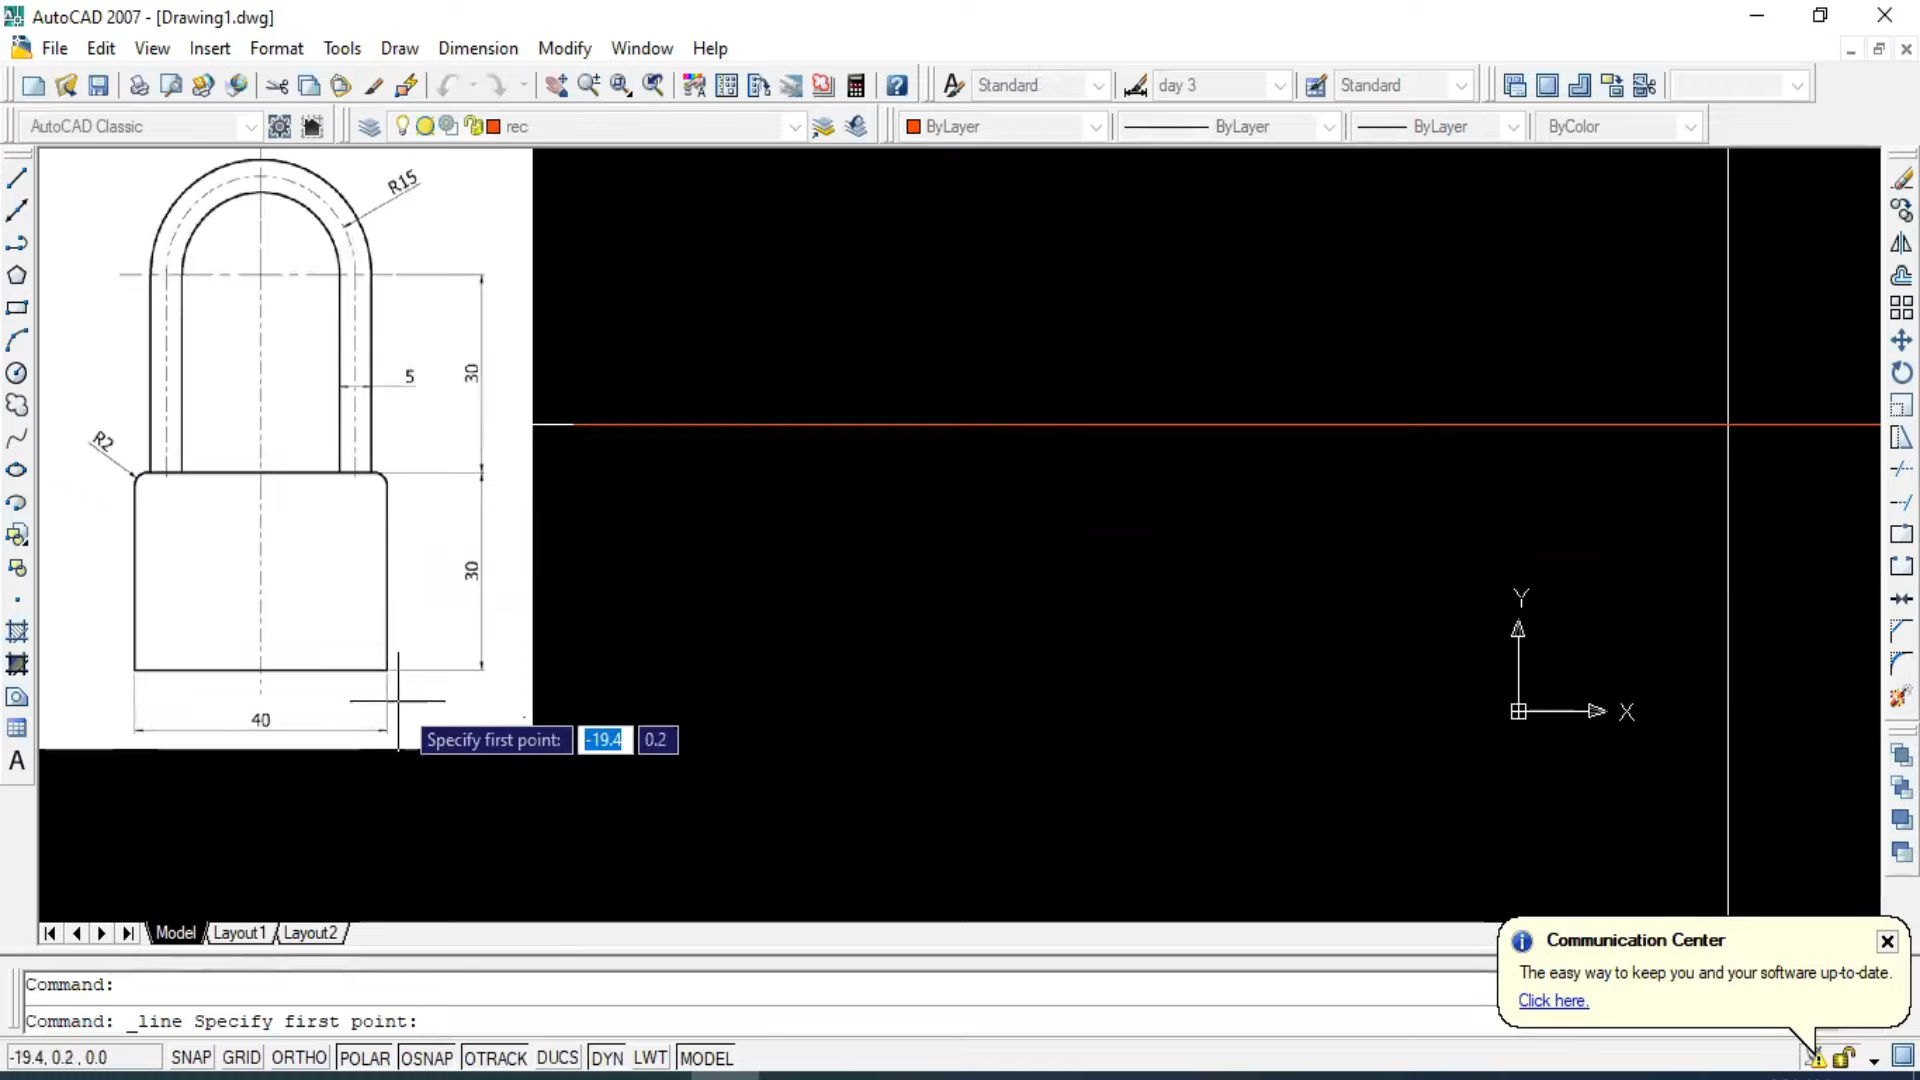 AutoCAD 2007 - [Drawing1.dwg]
File Edit View Insert Format Tools Draw Dimension Modify Window Help
Standard day 3 Standard
AutoCAD Classic rec ByLayer ByLayer ByLayer ByColor
R15
5
30
R2
30
40
Specify first point: -19.4 0.2
Y
X
Model Layout1 Layout2
Communication Center
The easy way to keep you and your software up-to-date.
Click here.
Command:
Command: _line Specify first point:
-19.4, 0.2 , 0.0 SNAP GRID ORTHO POLAR OSNAP OTRACK DUCS DYN LWT MODEL